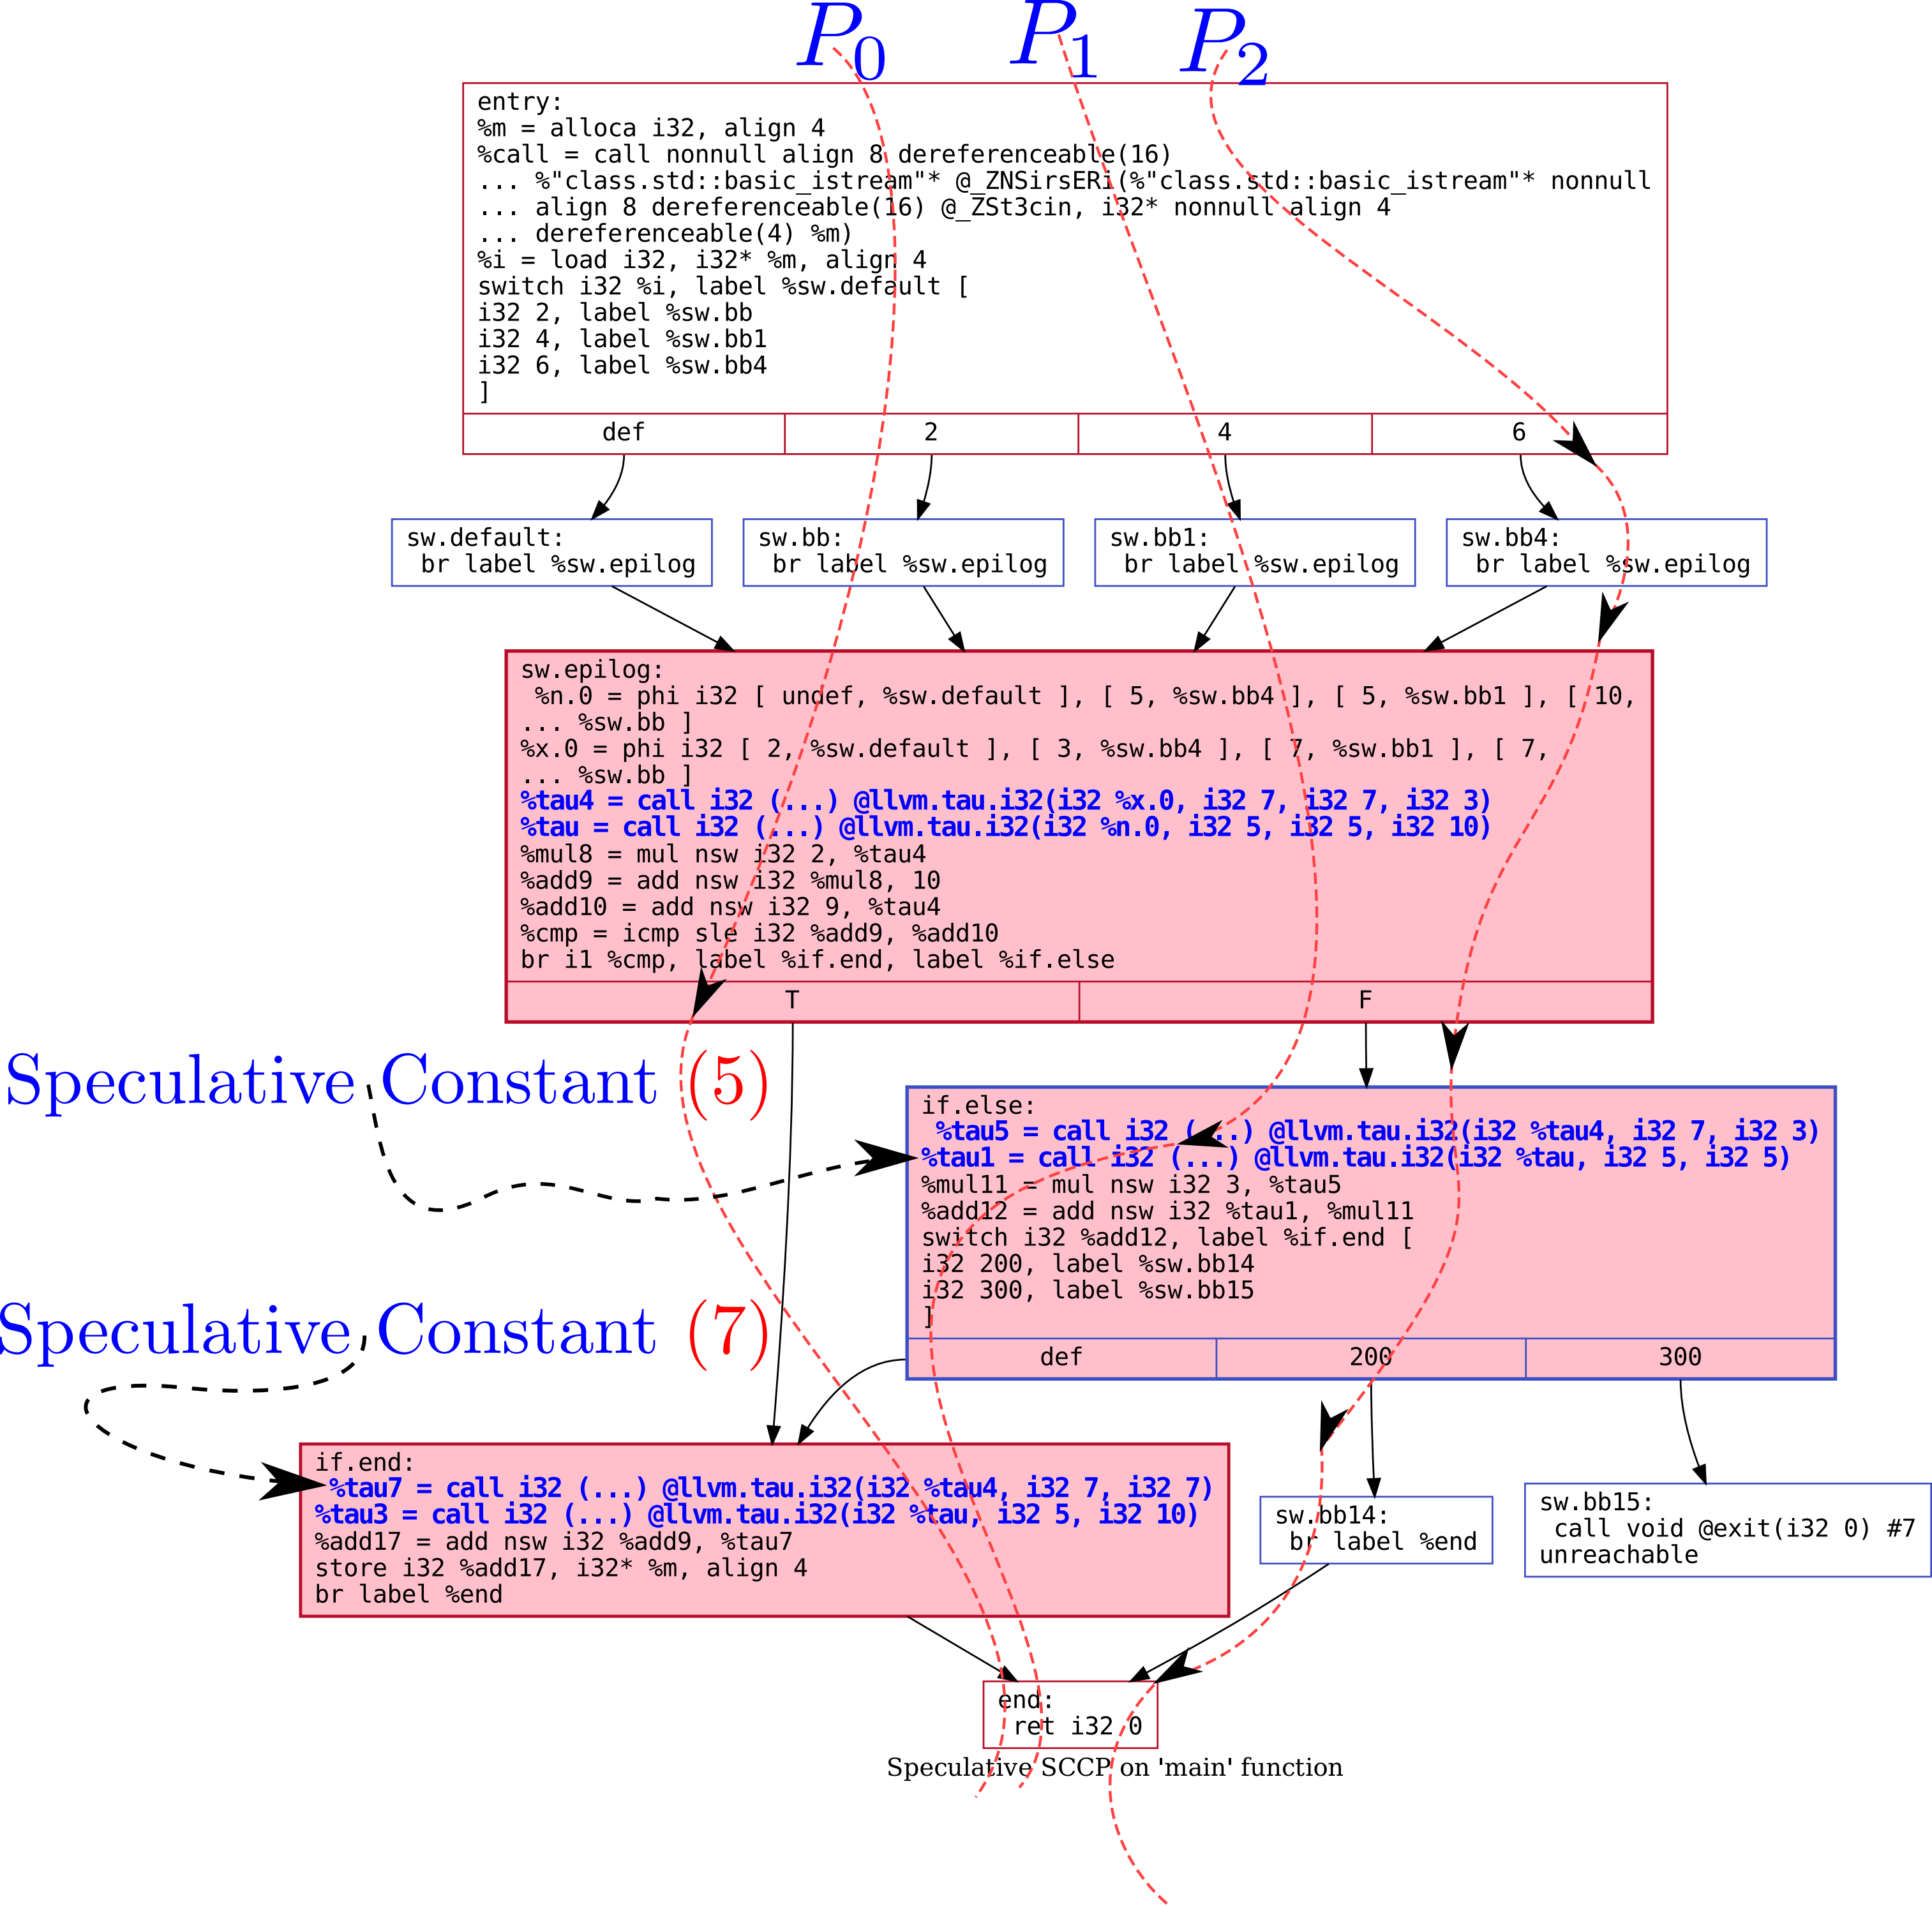 P0 P1 P2
entry:
%m = alloca i32, align 4
%call = call nonnull align 8 dereferenceable(16)
... %"class.std::basic_istream"* @_ZNSirsERi(%"class.std::basic_istream"* nonnull
... align 8 dereferenceable(16) @_ZSt3cin, i32* nonnull align 4
... dereferenceable(4) %m)
%i = load i32, i32* %m, align 4
switch i32 %i, label %sw.default [
i32 2, label %sw.bb
i32 4, label %sw.bb1
i32 6, label %sw.bb4
]
def 2 4 6
sw.default:
br label %sw.epilog
sw.bb:
br label %sw.epilog
sw.bb1:
br label %sw.epilog
sw.bb4:
br label %sw.epilog
sw.epilog:
%n.0 = phi i32 [ undef, %sw.default ], [ 5, %sw.bb4 ], [ 5, %sw.bb1 ], [ 10,
... %sw.bb ]
%x.0 = phi i32 [ 2, %sw.default ], [ 3, %sw.bb4 ], [ 7, %sw.bb1 ], [ 7,
... %sw.bb ]
%tau4 = call i32 (...) @llvm.tau.i32(i32 %x.0, i32 7, i32 7, i32 3)
%tau = call i32 (...) @llvm.tau.i32(i32 %n.0, i32 5, i32 5, i32 10)
%mul8 = mul nsw i32 2, %tau4
%add9 = add nsw i32 %mul8, 10
%add10 = add nsw i32 9, %tau4
%cmp = icmp sle i32 %add9, %add10
br i1 %cmp, label %if.end, label %if.else
T F
Speculative Constant (5)
if.else:
%tau5 = call i32 (...) @llvm.tau.i32(i32 %tau4, i32 7, i32 3)
%tau1 = call i32 (...) @llvm.tau.i32(i32 %tau, i32 5, i32 5)
%mul11 = mul nsw i32 3, %tau5
%add12 = add nsw i32 %tau1, %mul11
switch i32 %add12, label %if.end [
i32 200, label %sw.bb14
i32 300, label %sw.bb15
]
def 200 300
Speculative Constant (7)
if.end:
%tau7 = call i32 (...) @llvm.tau.i32(i32 %tau4, i32 7, i32 7)
%tau3 = call i32 (...) @llvm.tau.i32(i32 %tau, i32 5, i32 10)
%add17 = add nsw i32 %add9, %tau7
store i32 %add17, i32* %m, align 4
br label %end
sw.bb14:
br label %end
sw.bb15:
call void @exit(i32 0) #7
unreachable
end:
ret i32 0
Speculative SCCP on 'main' function